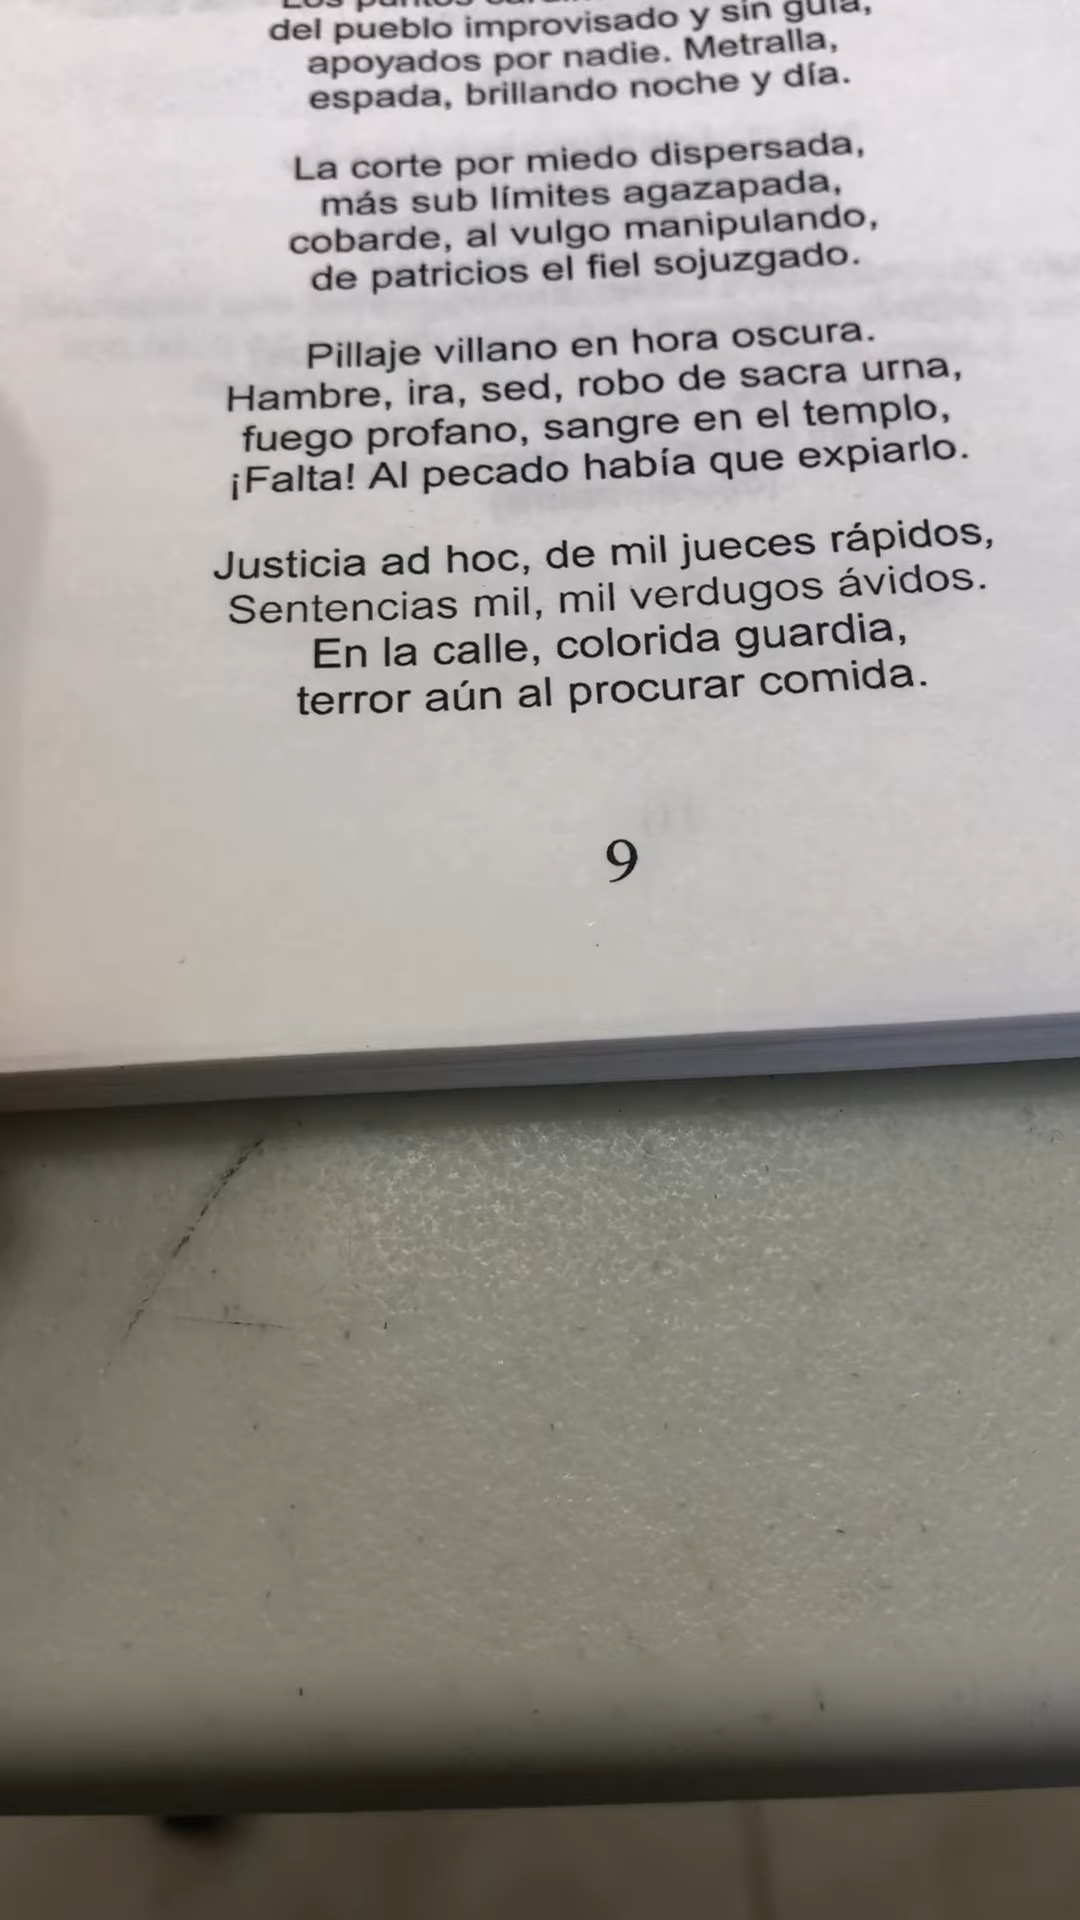 Los puntos
del pueblo improvisado y sin guía,
apoyados por nadie. Metralla,
espada, brillando noche y día.
La corte por miedo dispersada,
más sub límites agazapada,
cobarde, al vulgo manipulando,
de patricios el fiel sojuzgado.
Pillaje villano en hora oscura.
Hambre, ira, sed, robo de sacra urna,
fuego profano, sangre en el templo,
¡Falta! Al pecado había que expiarlo.
Justicia ad hoc, de mil jueces rápidos,
Sentencias mil, mil verdugos ávidos.
En la calle, colorida guardia,
terror aún al procurar comida.
9